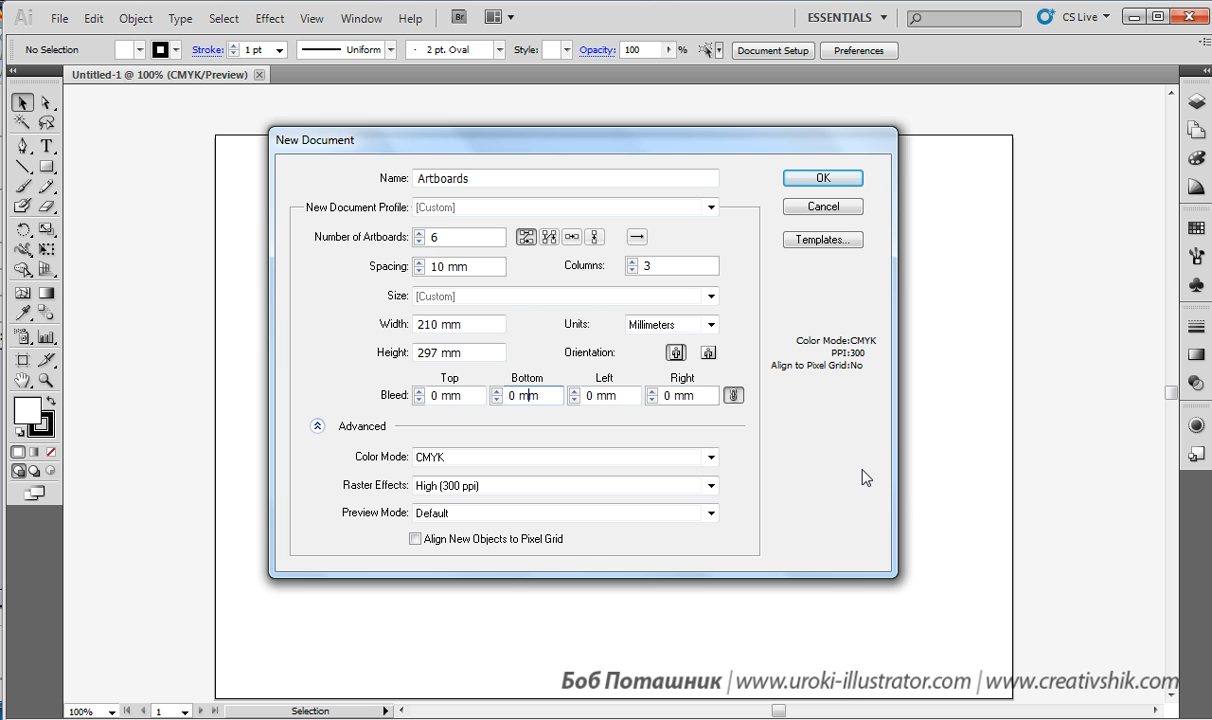 Ai File Edit Object Type Select Effect View Window Help Br ESSENTIALS CS Live
No Selection Stroke: 1 pt Uniform 2 pt. Oval Style: Opacity: 100 % Document Setup Preferences
Untitled-1 @ 100% (CMYK/Preview)
New Document
Name: Artboards OK
New Document Profile: [Custom] Cancel
Number of Artboards: 6 Templates...
Spacing: 10 mm Columns: 3
Size: [Custom]
Width: 210 mm Units: Millimeters
Height: 297 mm Orientation:
Color Mode:CMYK
PPI:300
Align to Pixel Grid:No
Top Bottom Left Right
Bleed: 0 mm 0 mm 0 mm 0 mm
Advanced
Color Mode: CMYK
Raster Effects: High (300 ppi)
Preview Mode: Default
Align New Objects to Pixel Grid
Боб Поташник | www.uroki-illustrator.com | www.creativshik.com
100% 1 Selection